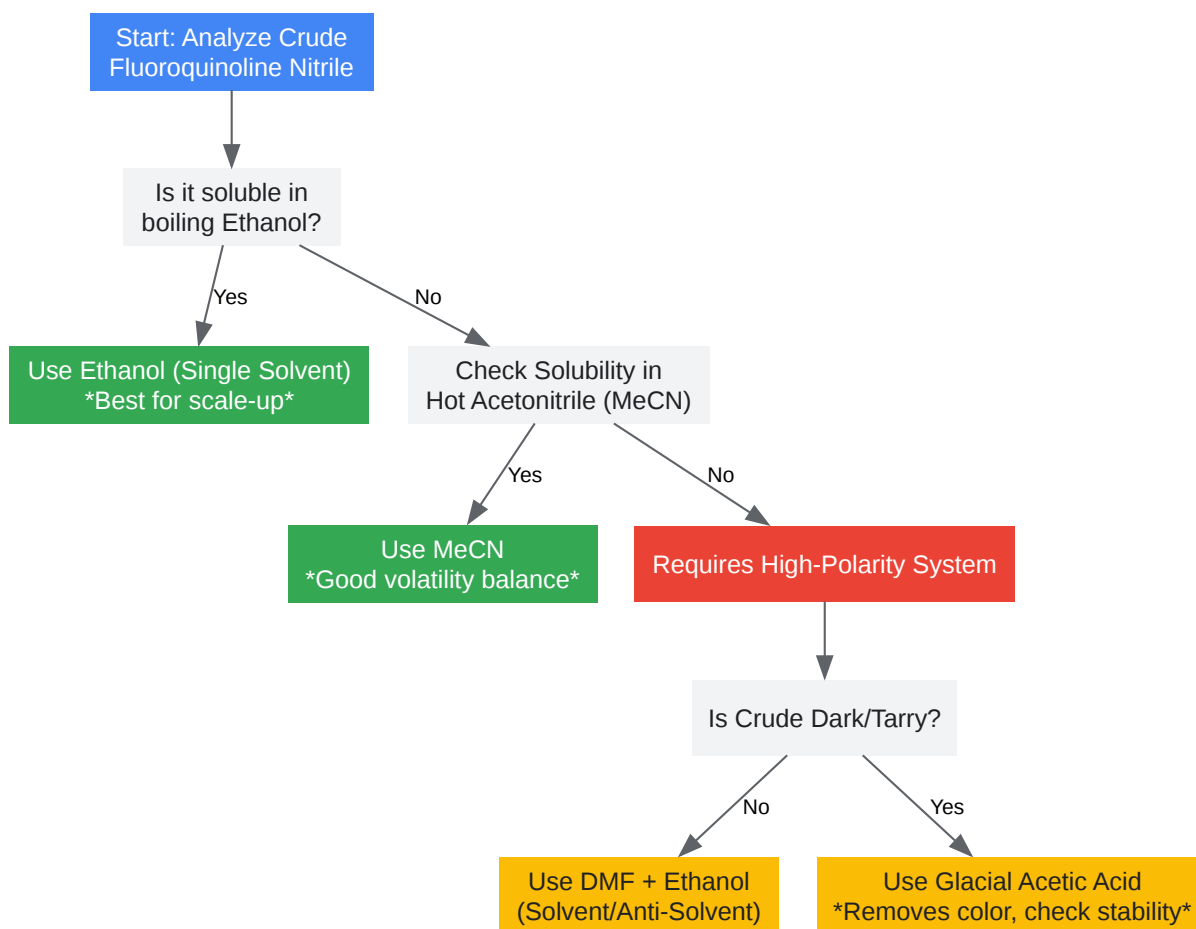 Start: Analyze Crude
Fluoroquinoline Nitrile
Is it soluble in
boiling Ethanol?
Yes
No
Use Ethanol (Single Solvent)
*Best for scale-up*
Check Solubility in
Hot Acetonitrile (MeCN)
Yes
No
Use MeCN
*Good volatility balance*
Requires High-Polarity System
Is Crude Dark/Tarry?
No
Yes
Use DMF + Ethanol
(Solvent/Anti-Solvent)
Use Glacial Acetic Acid
*Removes color, check stability*